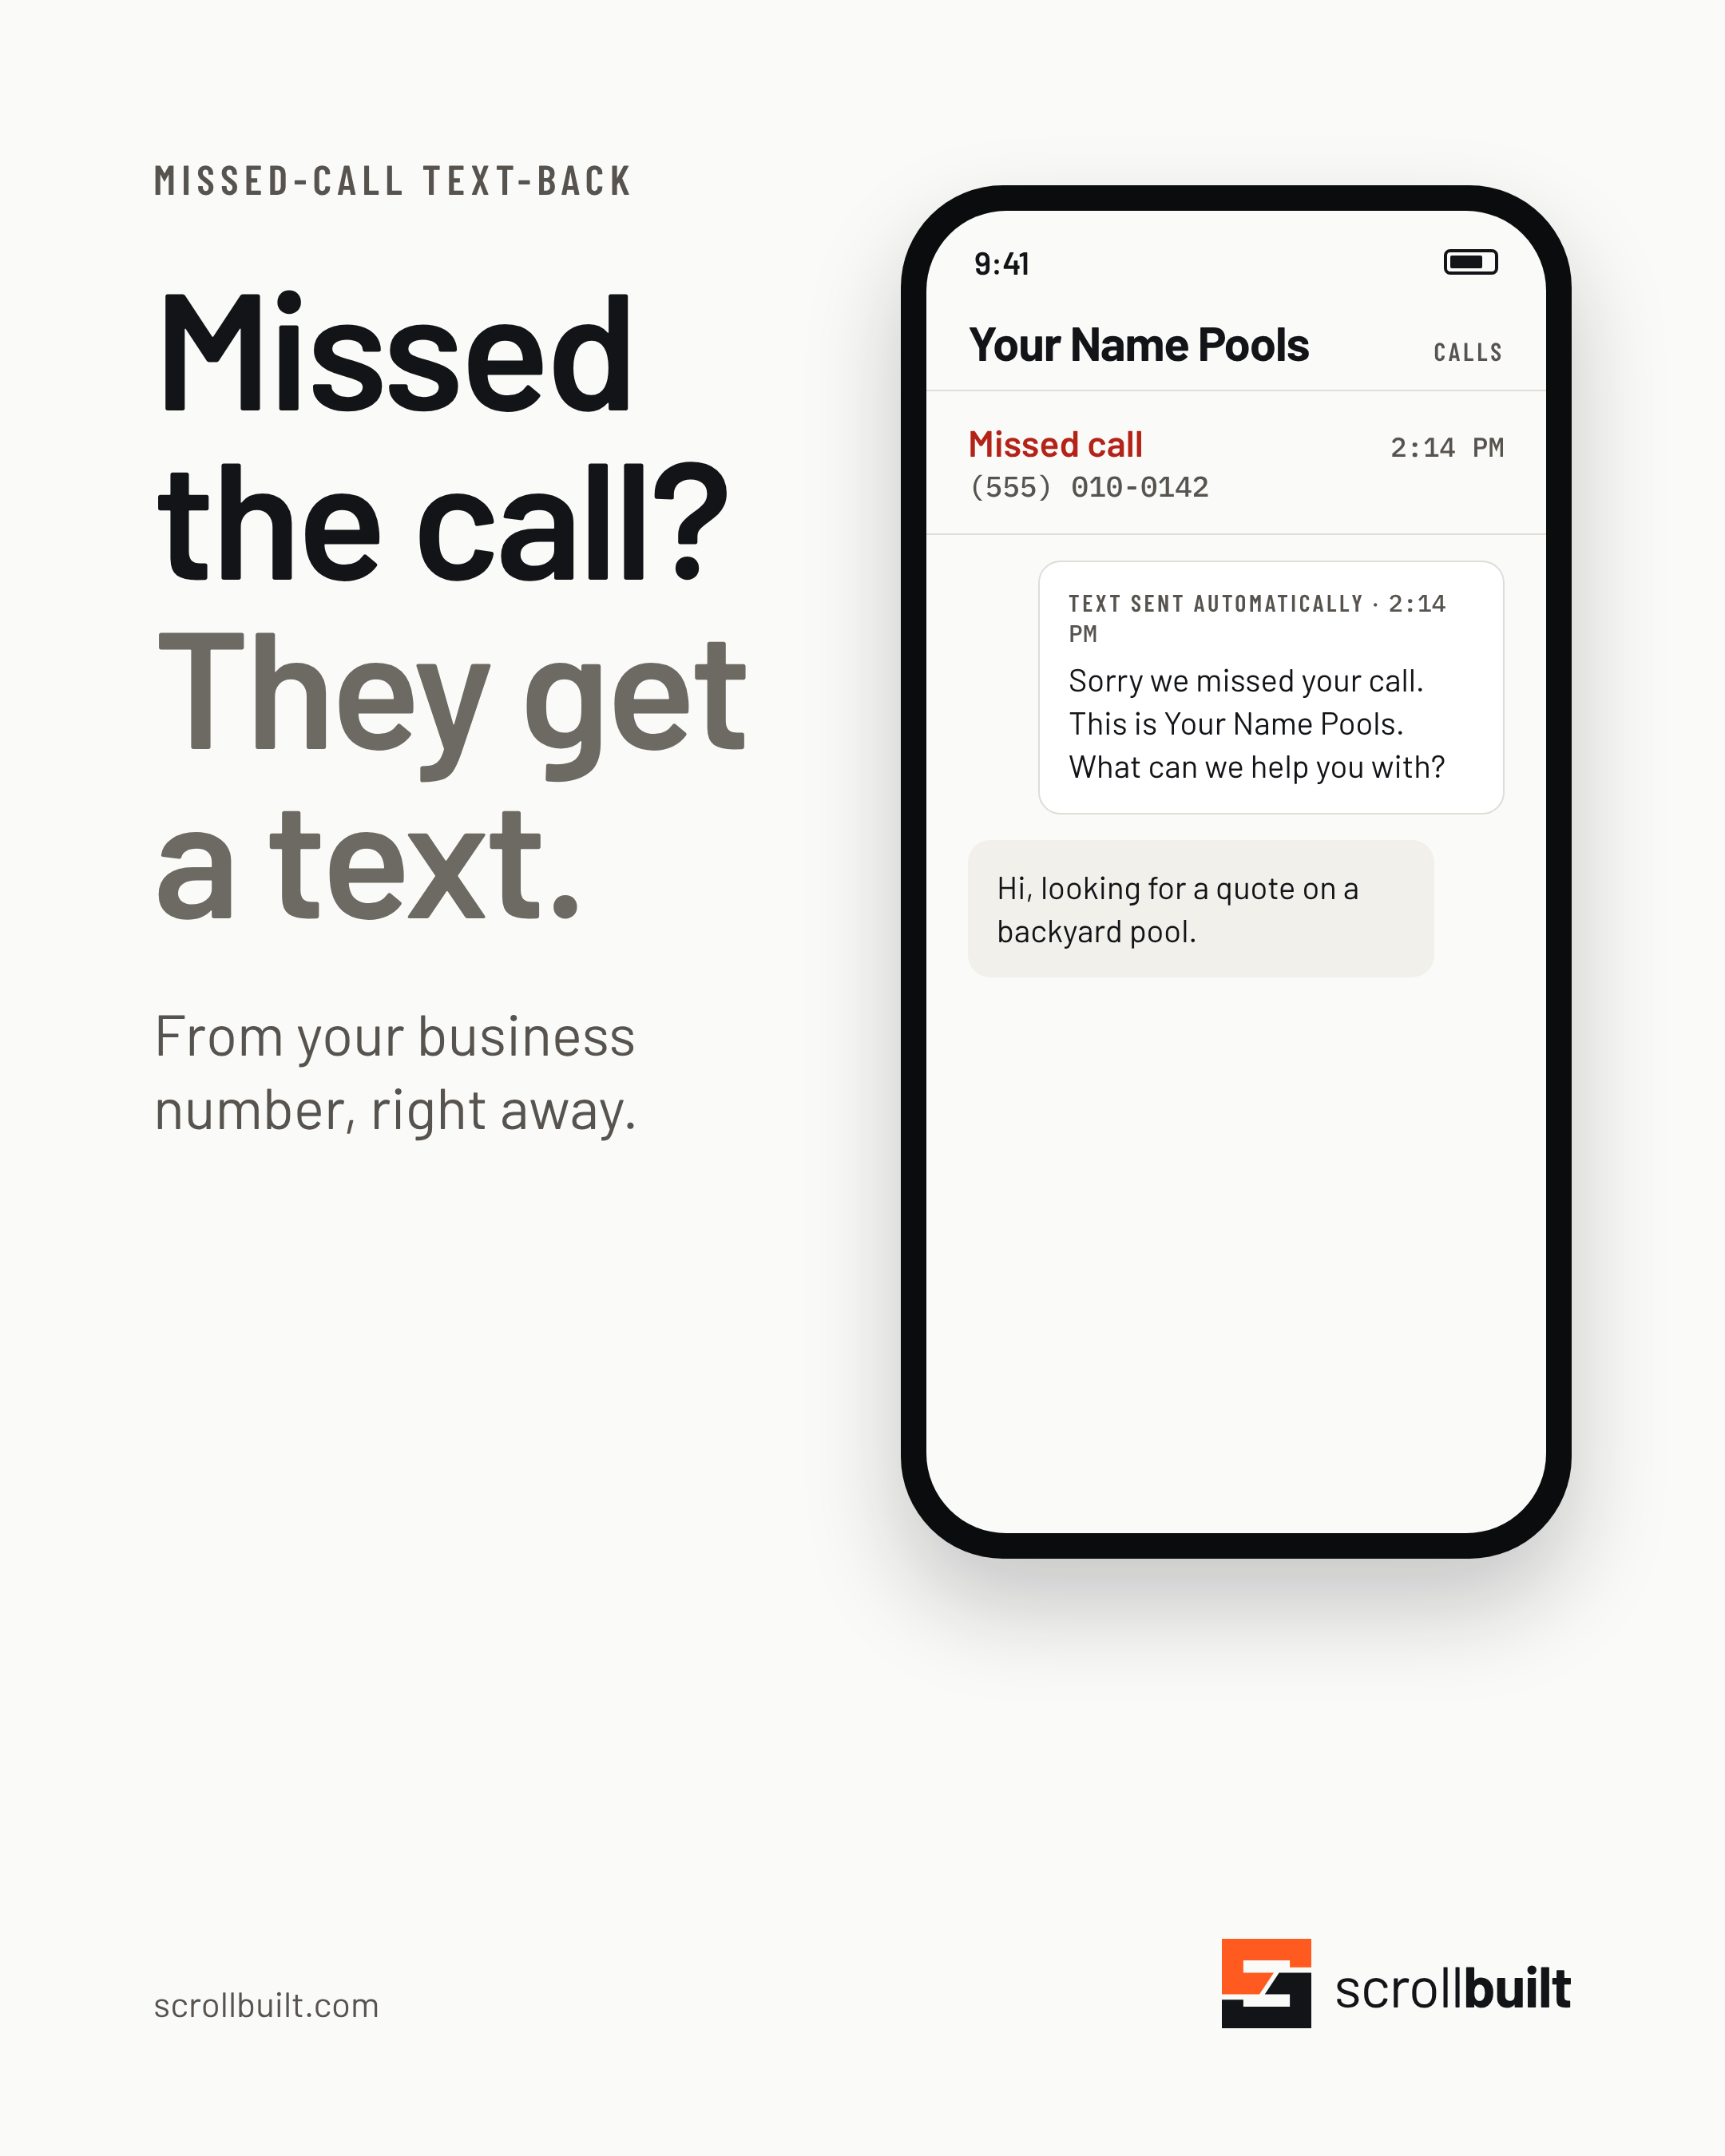 MISSED-CALL TEXT-BACK
Missed
the call?
They get
a text.
From your business
number, right away.
9:41
Your Name Pools
CALLS
Missed call
2:14 PM
(555) 010-0142
TEXT SENT AUTOMATICALLY · 2:14
PM
Sorry we missed your call.
This is Your Name Pools.
What can we help you with?
Hi, looking for a quote on a
backyard pool.
scrollbuilt.com
scrollbuilt